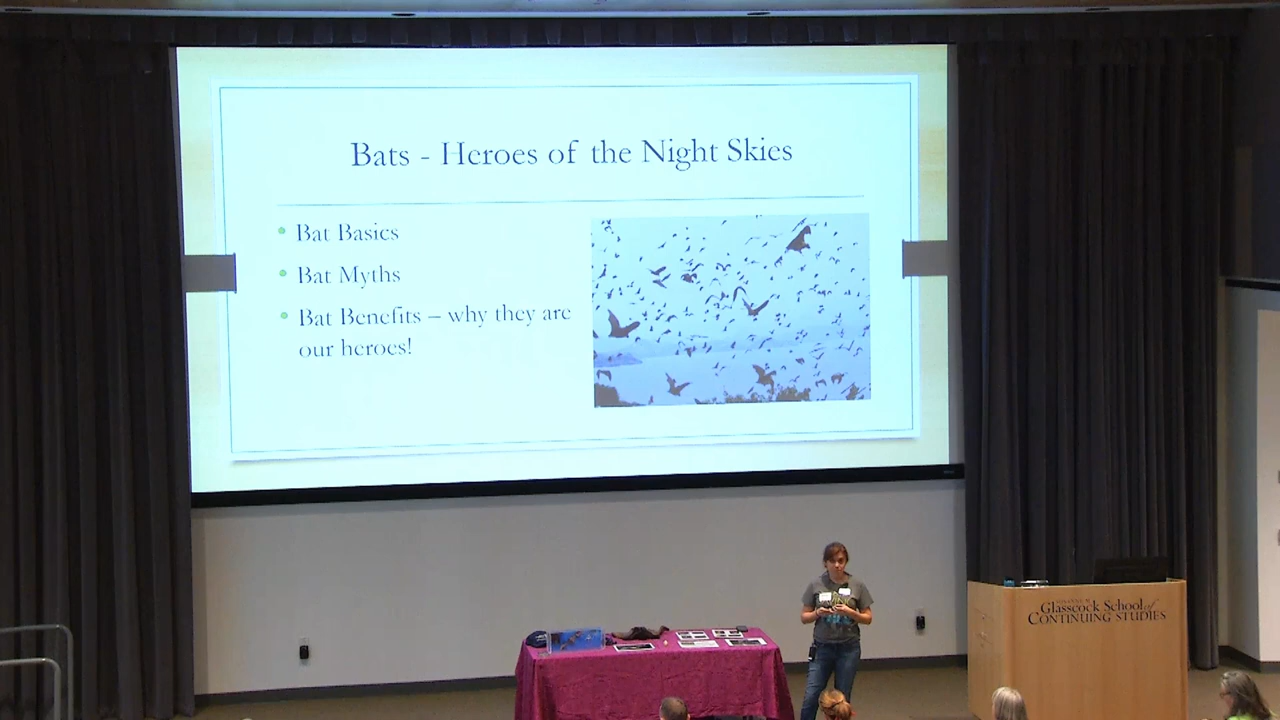 Bats - Heroes of the Night Skies
Bat Basics
Bat Myths
Bat Benefits – why they are
our heroes!
Glasscock School of
CONTINUING STUDIES